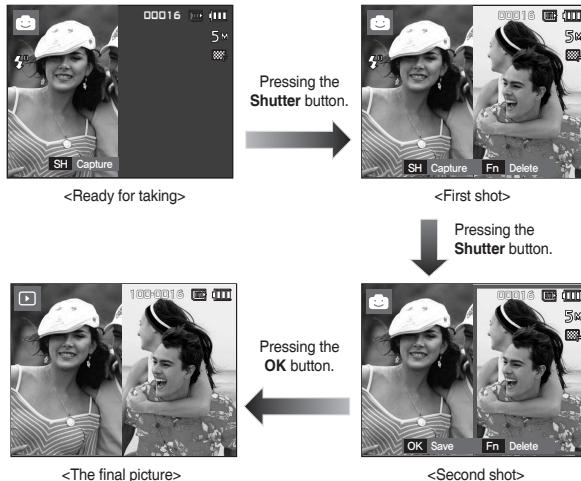 00016
5M
SH Capture
<Ready for taking>
Pressing the
Shutter button.
00016
5M
SH Capture Fn Delete
<First shot>
Pressing the
Shutter button.
00016
5M
OK Save Fn Delete
<Second shot>
Pressing the
OK button.
100-0016
<The final picture>